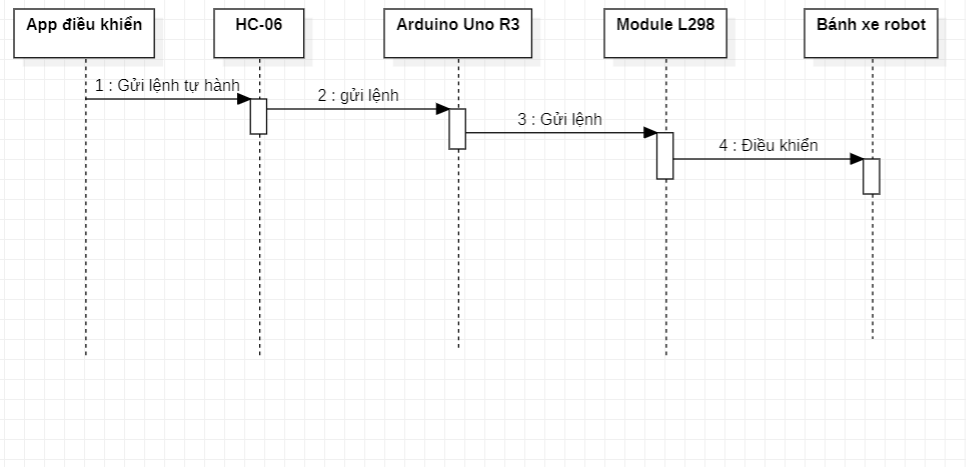 App điều khiển
HC-06
Arduino Uno R3
Module L298
Bánh xe robot
1 : Gửi lệnh tự hành
2 : gửi lệnh
3 : Gửi lệnh
4 : Điều khiển